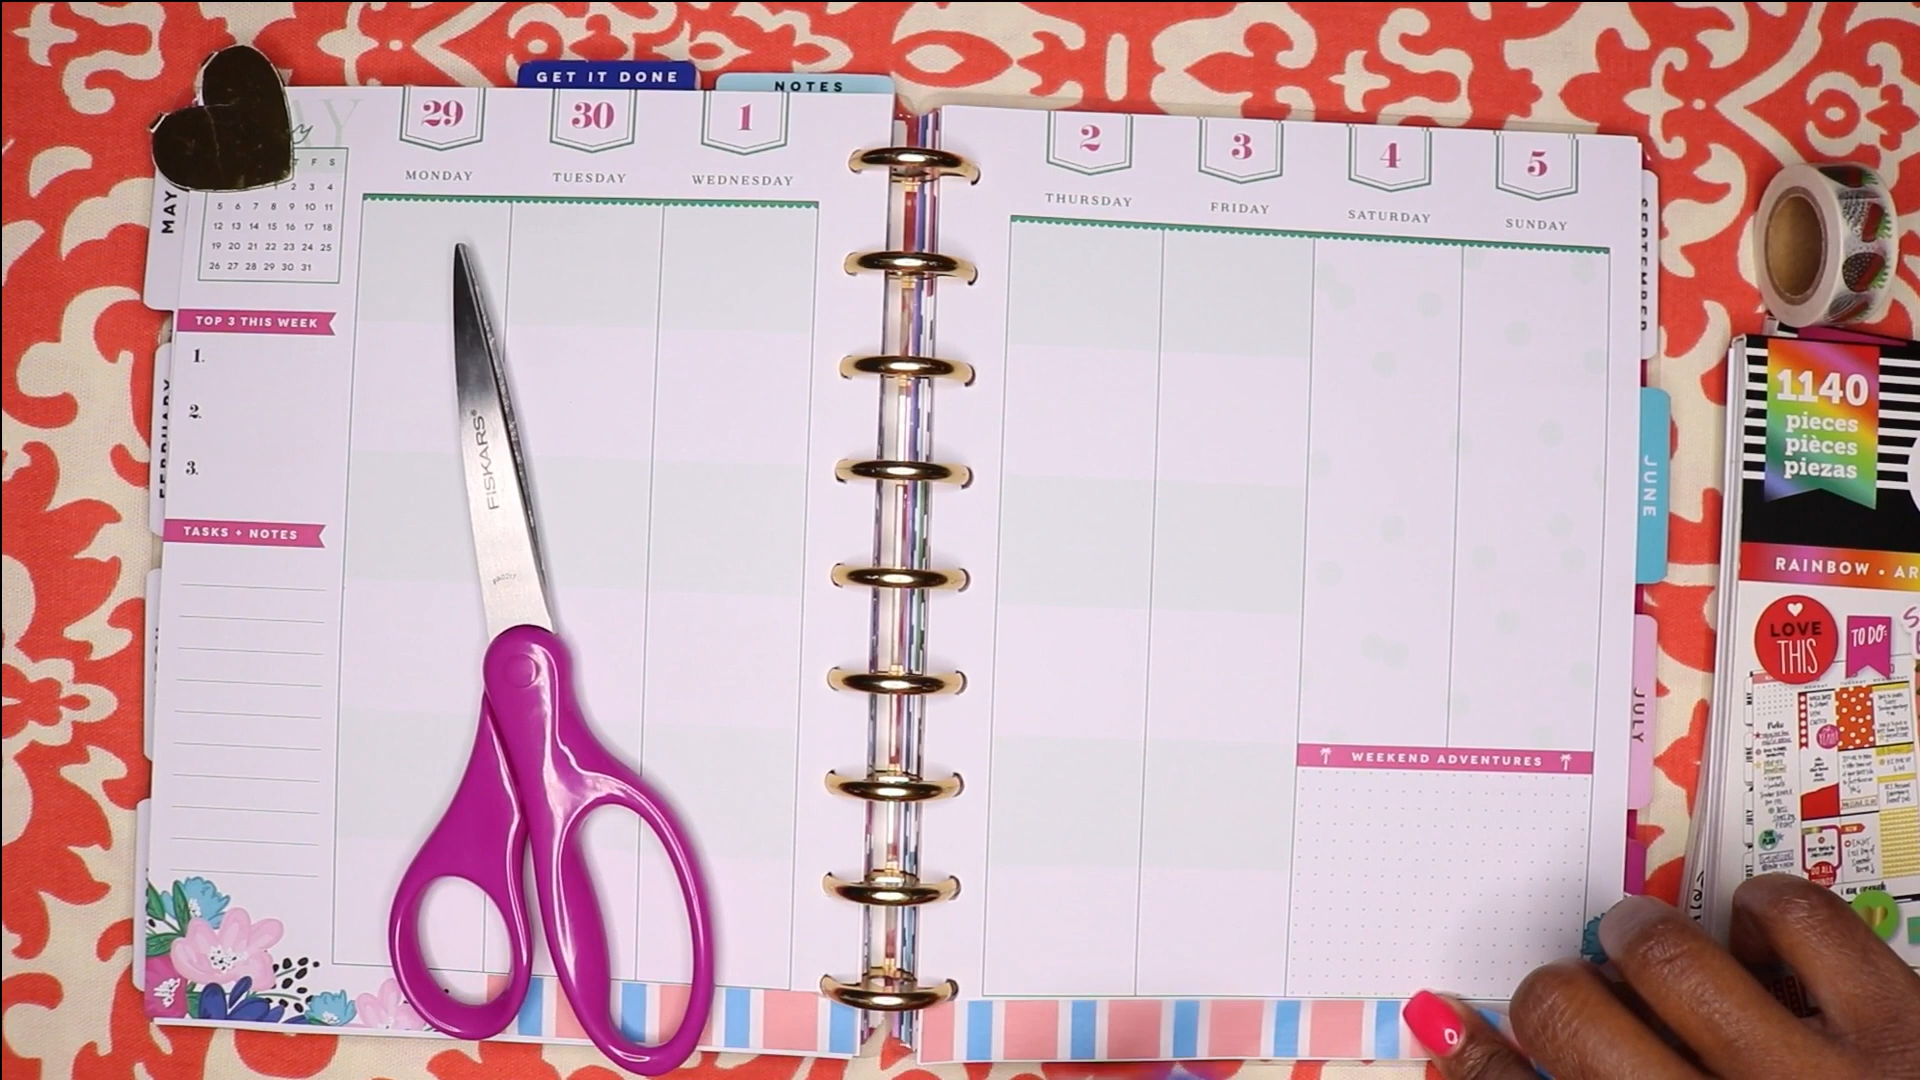 GET IT DONE
NOTES
29
30
1
2
3
4
5
MONDAY
TUESDAY
WEDNESDAY
THURSDAY
FRIDAY
SATURDAY
SUNDAY
T F S
1 2 3 4
5 6 7 8 9 10 11
12 13 14 15 16 17 18
19 20 21 22 23 24 25
26 27 28 29 30 31
MAY
FEBRUARY
TOP 3 THIS WEEK
1.
2.
3.
TASKS + NOTES
FISKARS®
WEEKEND ADVENTURES
SEPTEMBER
JUNE
JULY
1140
pieces
pièces
piezas
RAINBOW • AR
LOVE
THIS
TO DO: